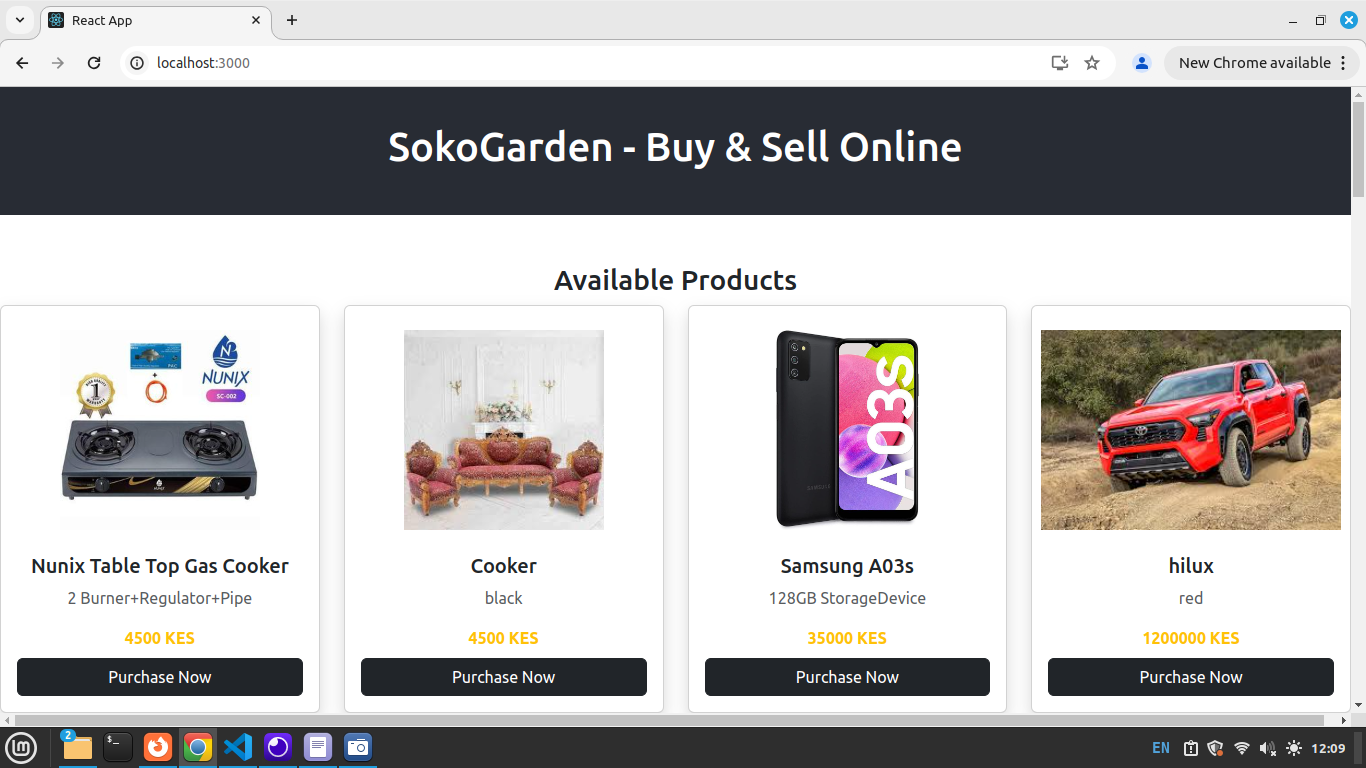 React App
localhost:3000
New Chrome available
SokoGarden - Buy & Sell Online
Available Products
NUNIX
SC-002
1
Nunix Table Top Gas Cooker
2 Burner+Regulator+Pipe
4500 KES
Purchase Now
Cooker
black
4500 KES
Purchase Now
A03s
SAMSUNG
Samsung A03s
128GB StorageDevice
35000 KES
Purchase Now
hilux
red
1200000 KES
Purchase Now
2
$_
EN
12:09